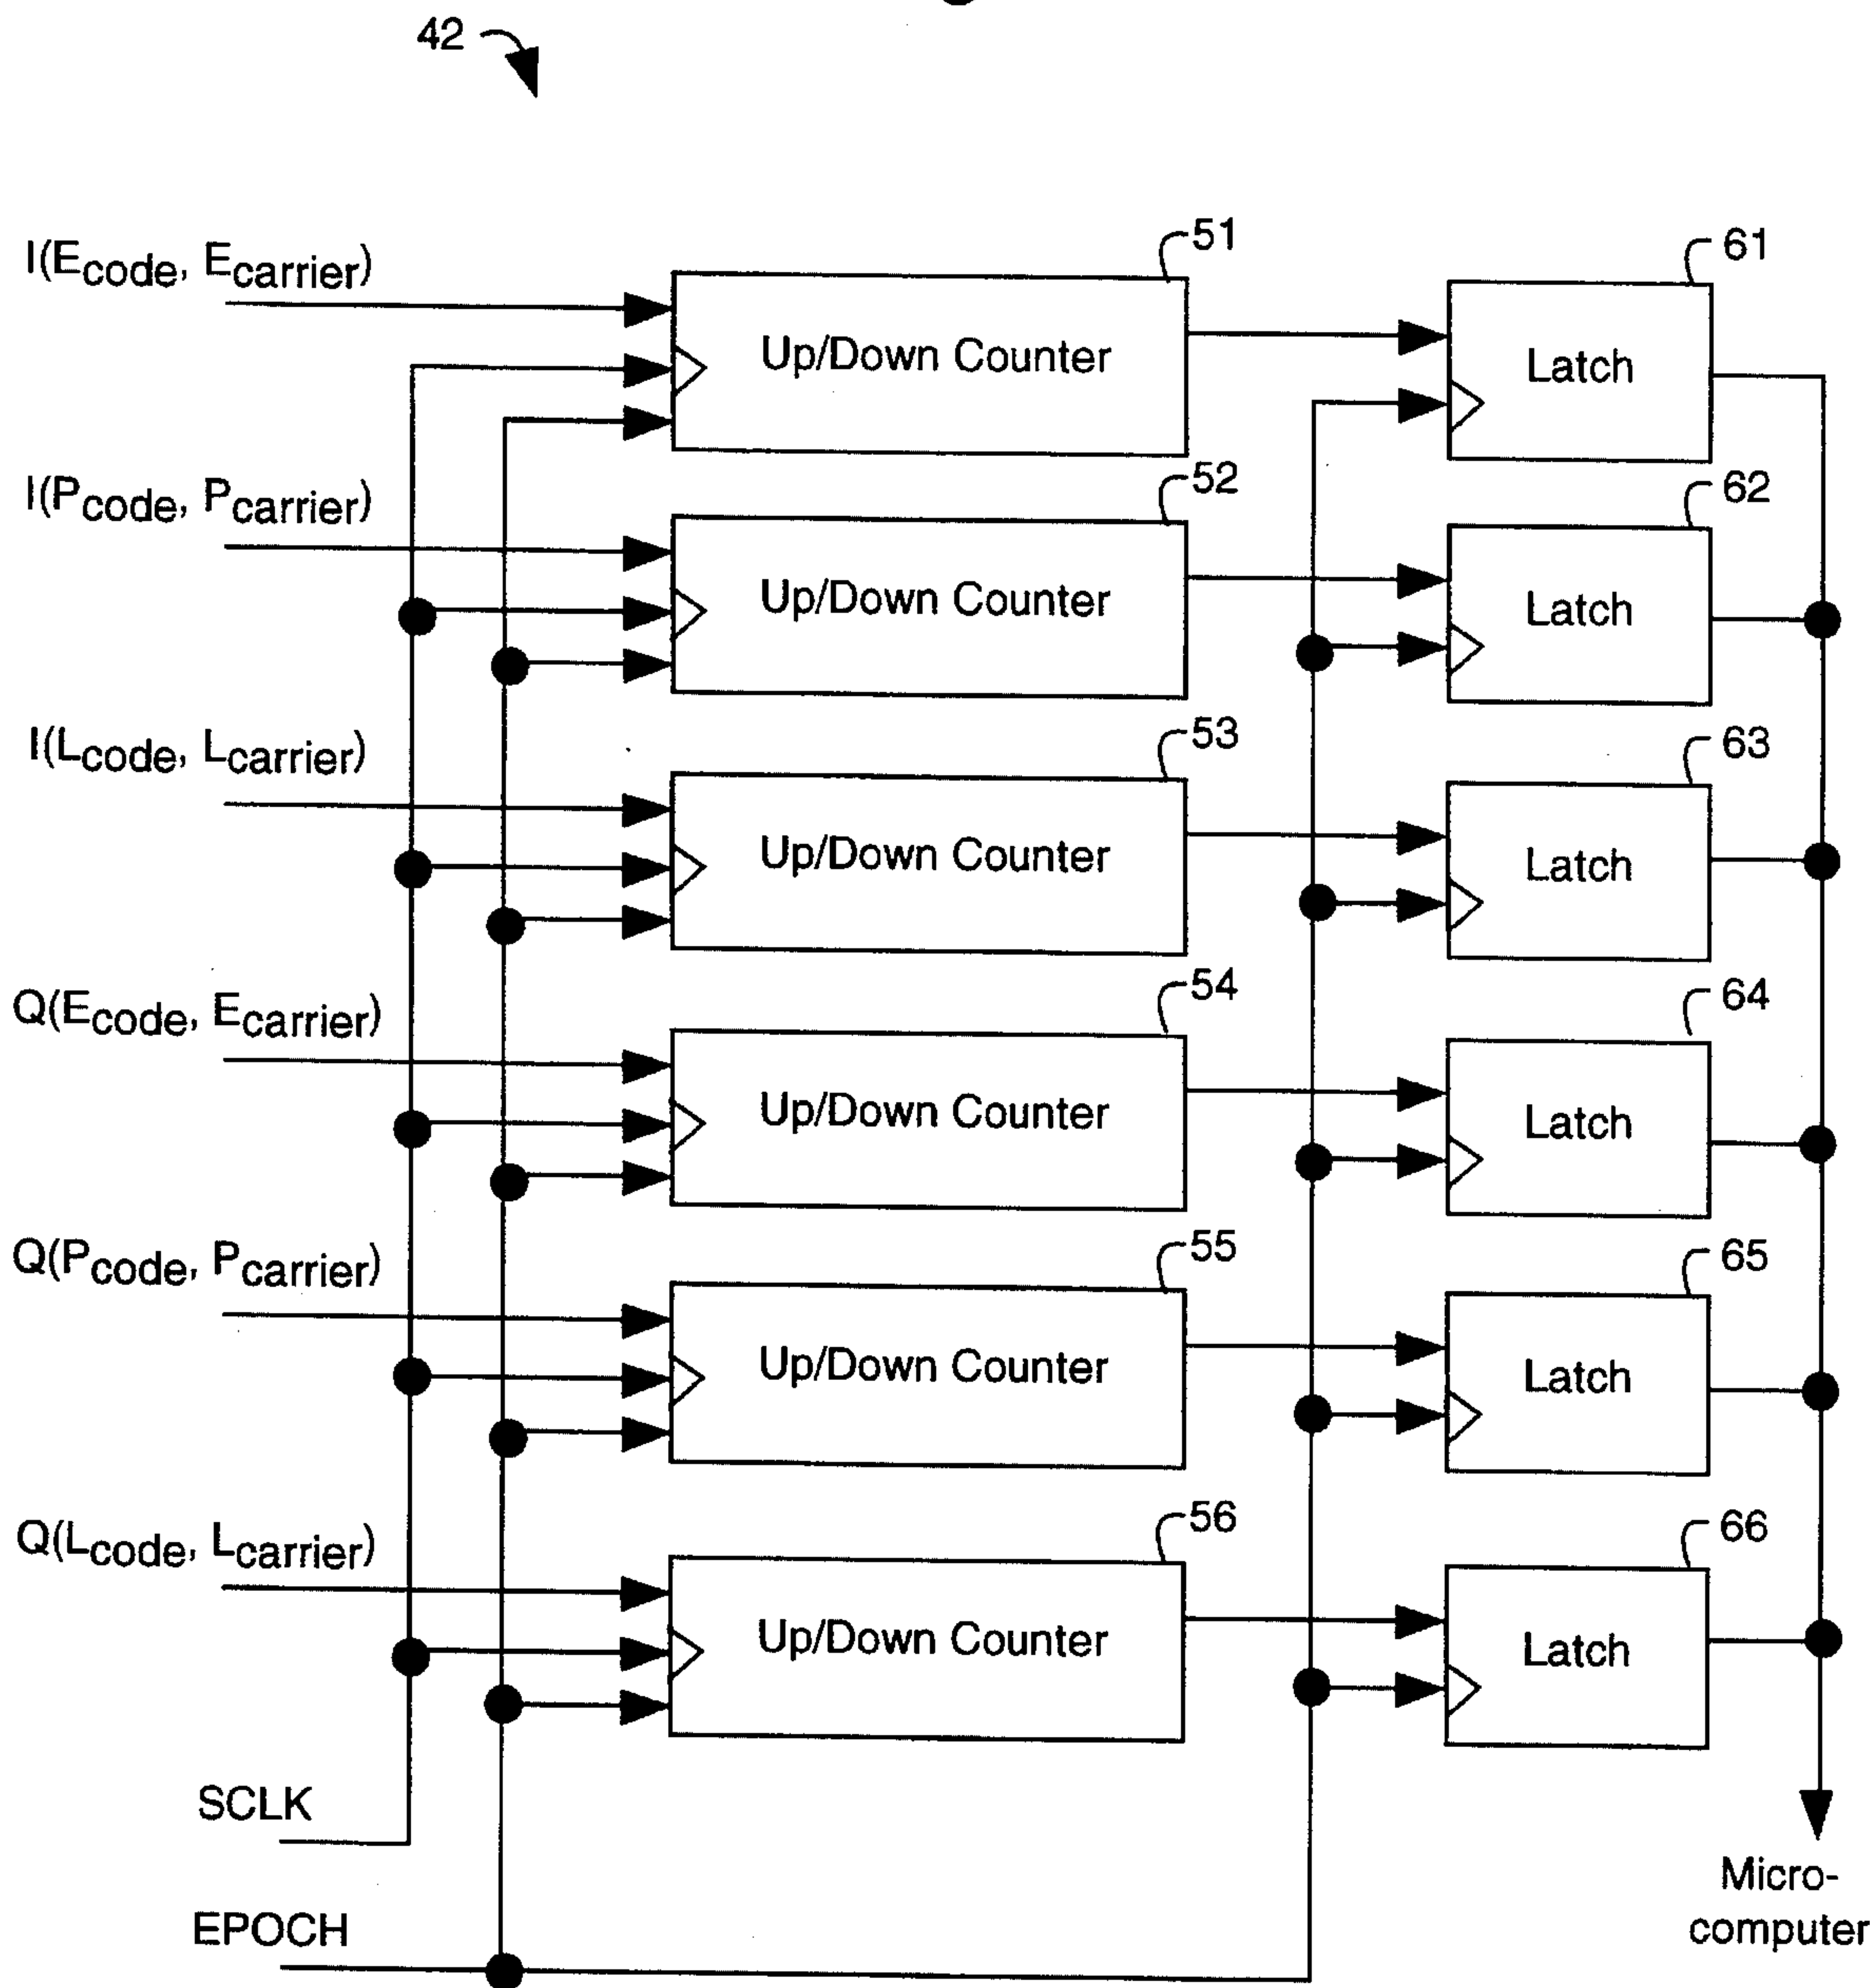 42
51
61
I(Ecode, Ecarrier)
Up/Down Counter
Latch
52
62
I(Pcode, Pcarrier)
Up/Down Counter
Latch
53
63
I(Lcode, Lcarrier)
Up/Down Counter
Latch
54
64
Q(Ecode, Ecarrier)
Up/Down Counter
Latch
55
65
Q(Pcode, Pcarrier)
Up/Down Counter
Latch
56
66
Q(Lcode, Lcarrier)
Up/Down Counter
Latch
SCLK
EPOCH
Micro-
computer